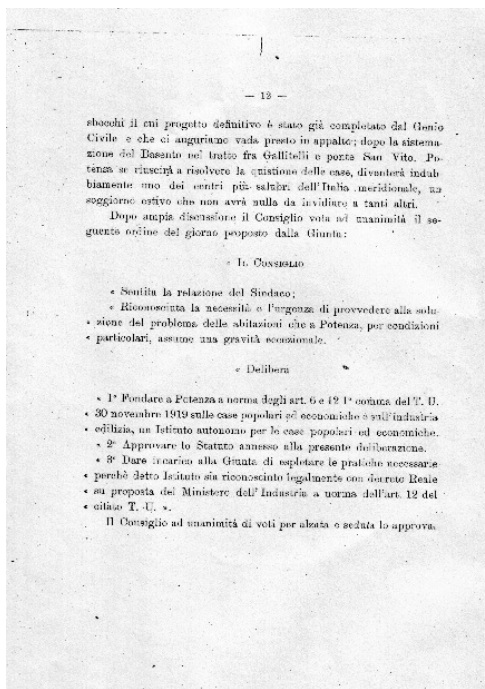 — 12 —
sbocchi il cui progetto definitivo è stato già completato dal Genio
Civile e che ci auguriamo vada presto in appalto; dopo la sistema-
zione del Basento nel tratto fra Gallitelli e ponte San Vito. Po-
tenza se riuscirà a risolvere la quistione delle case, diventerà indub-
biamente uno dei centri più salubri dell'Italia meridionale, un
soggiorno estivo che non avrà nulla da invidiare a tanti altri.
Dopo ampia discussione il Consiglio vota ad unanimità il se-
guente ordine del giorno proposto dalla Giunta:
« IL CONSIGLIO
« Sentita la relazione del Sindaco;
« Riconosciuta la necessità e l'urgenza di provvedere alla solu-
« zione del problema delle abitazioni che a Potenza, per condizioni
« particolari, assume una gravità eccezionale.
« Delibera
« 1° Fondare a Potenza a norma degli art. 6 e 12 1° comma del T. U.
« 30 novembre 1919 sulle case popolari ed economiche e sull'industria
« edilizia, un Istituto autonomo per le case popolari ed economiche.
« 2° Approvare lo Statuto annesso alla presente deliberazione.
« 3° Dare incarico alla Giunta di espletare le pratiche necessarie
« perchè detto Istituto sia riconosciuto legalmente con decreto Reale
« su proposta del Ministero dell'Industria a norma dell'art. 12 del
« citato T. U. ».
Il Consiglio ad unanimità di voti per alzata e seduta lo approva.